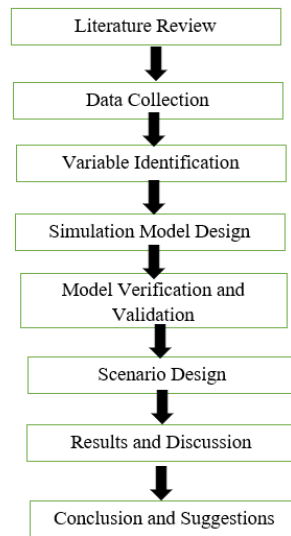 Literature Review
Data Collection
Variable Identification
Simulation Model Design
Model Verification and
Validation
Scenario Design
Results and Discussion
Conclusion and Suggestions